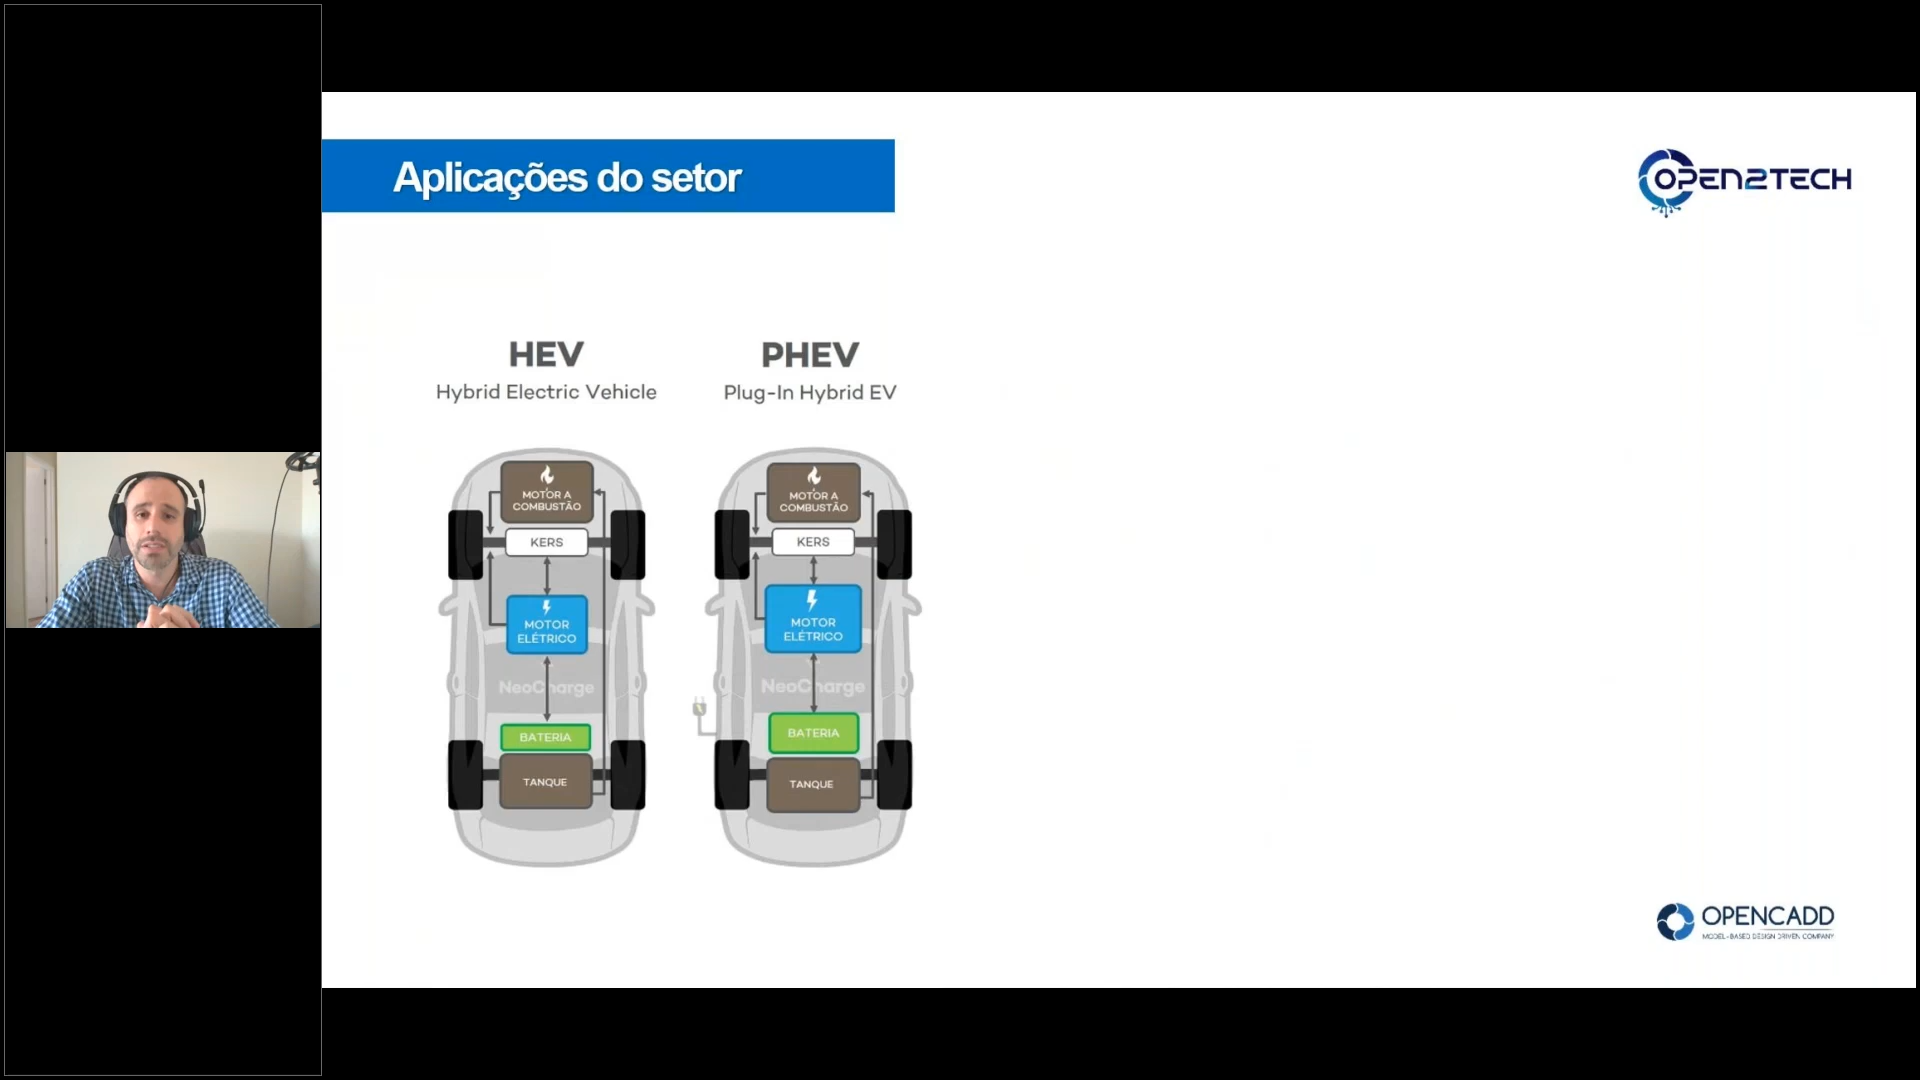 Aplicações do setor
OPEN2TECH
HEV
Hybrid Electric Vehicle
PHEV
Plug-In Hybrid EV
MOTOR A
COMBUSTÃO
KERS
MOTOR
ELÉTRICO
NeoCharge
BATERIA
TANQUE
MOTOR A
COMBUSTÃO
KERS
MOTOR
ELÉTRICO
NeoCharge
BATERIA
TANQUE
OPENCADD
MODEL-BASED DESIGN DRIVEN COMPANY